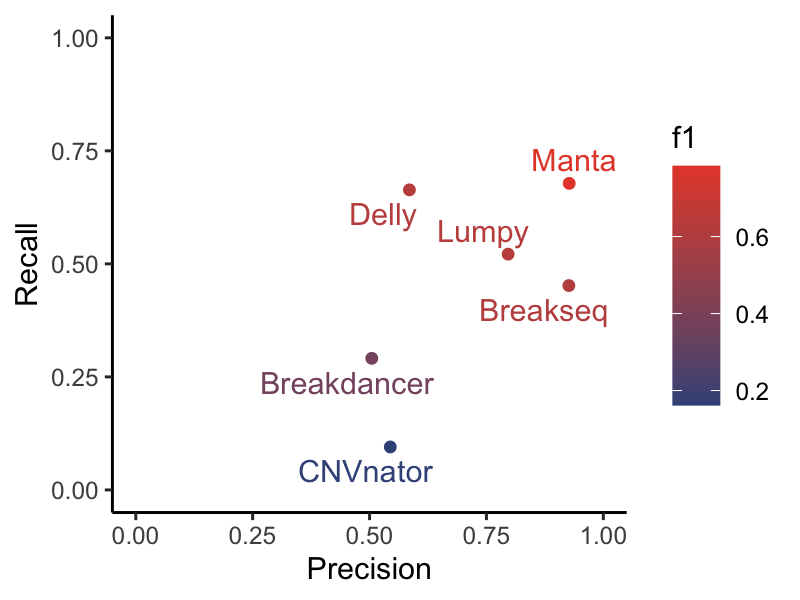 1.00
0.75
0.50
0.25
0.00
Recall
Manta
Delly
Lumpy
Breakseq
Breakdancer
CNVnator
0.00 0.25 0.50 0.75 1.00
Precision
f1
0.6
0.4
0.2